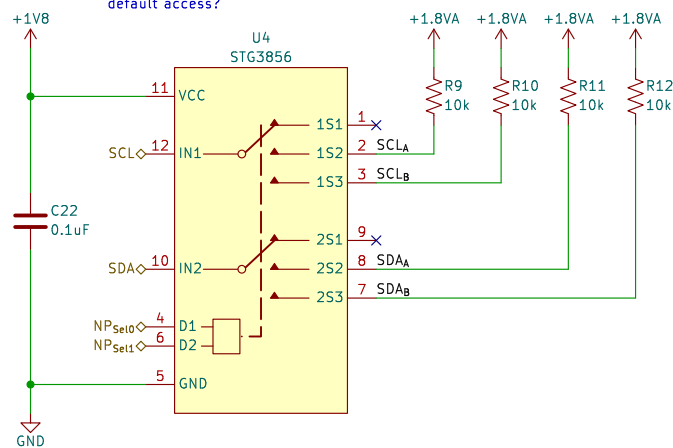 default access?
+1V8
U4
STG3856
+1.8VA
+1.8VA
+1.8VA
+1.8VA
R9
10k
R10
10k
R11
10k
R12
10k
11
VCC
1S1
1
SCL
12
IN1
1S2
2
SCLA
1S3
3
SCLB
C22
0.1uF
2S1
9
SDA
10
IN2
2S2
8
SDAA
2S3
7
SDAB
NPSel0
4
D1
NPSel1
6
D2
5
GND
GND